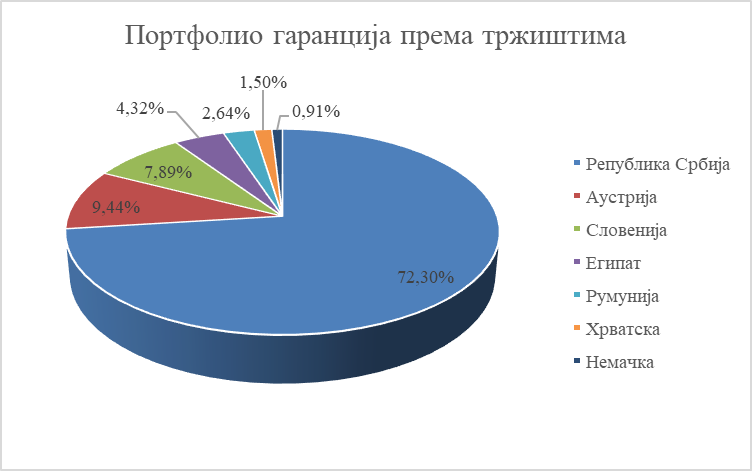 Портфолио гаранција према тржиштима
1,50%
4,32%
2,64%
0,91%
7,89%
9,44%
72,30%
Република Србија
Аустрија
Словенија
Египат
Румунија
Хрватска
Немачка